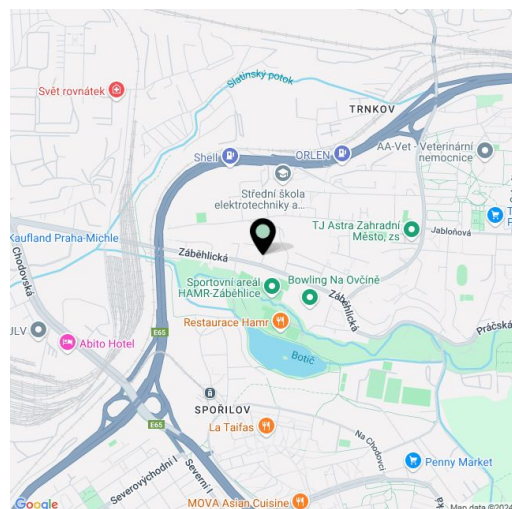 Slatinský potok
Svět rovnátek
TRNKOV
AA-Vet - Veterinární
nemocnice
Shell
ORLEN
Střední škola
elektrotechniky a...
TJ Astra Zahradní
Město, zs
Jabloňová
Kaufland Praha-Michle
Chodovská
Záběhlická
Sportovní areál
HAMR-Záběhlice
Bowling Na Ovčíně
Záběhlická
Práčská
Restaurace Hamr
E65
JLV
Abito Hotel
Botič
SPOŘILOV
E65
La Taifas
Na Chodovci
Penny Market
Severovýchodní I
Severní I
MOVA Asian Cuisine
Google
Map data ©2024